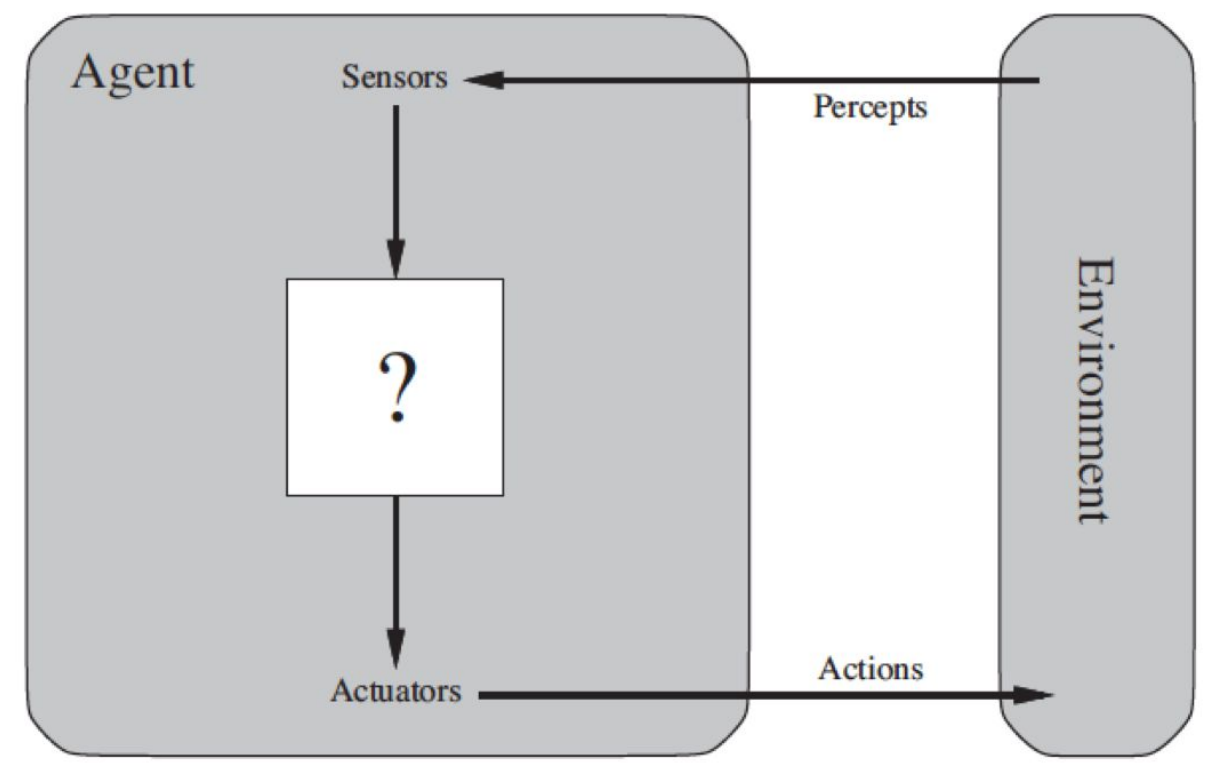 Agent
Sensors
Percepts
?
Environment
Actions
Actuators